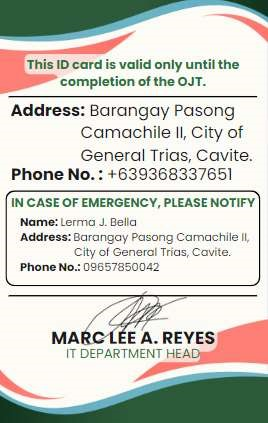 This ID card is valid only until the
completion of the OJT.
Address: Barangay Pasong
Camachile II, City of
General Trias, Cavite.
Phone No. : +639368337651
IN CASE OF EMERGENCY, PLEASE NOTIFY
Name: Lerma J. Bella
Address: Barangay Pasong Camachile II,
City of General Trias, Cavite.
Phone No.: 09657850042
MARC LEE A. REYES
IT DEPARTMENT HEAD